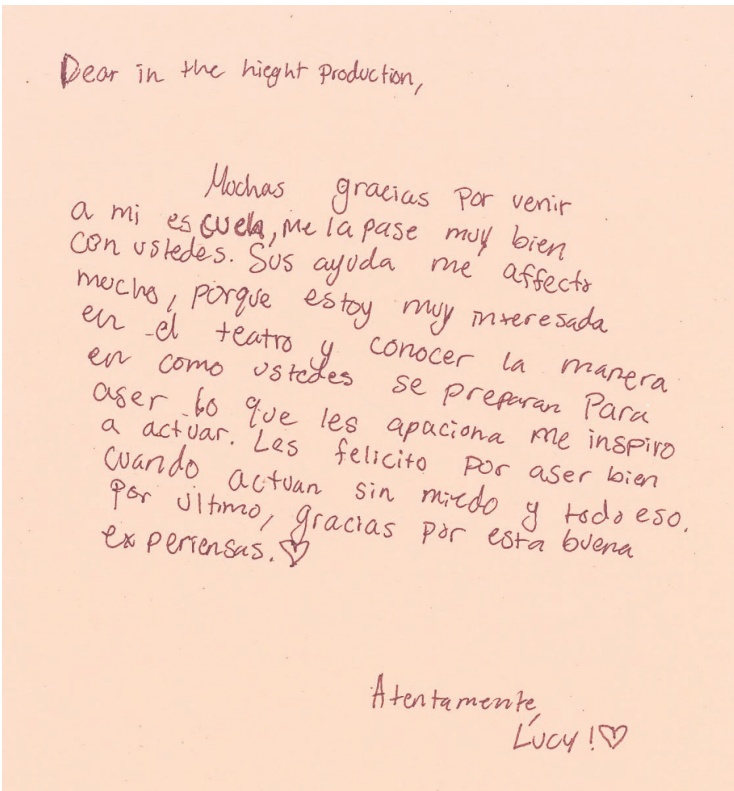 Dear in the hieght Production,
Muchas gracias por venir
a mi escuela, me la pase muy bien
con ustedes. Sus ayuda me affecto
mucho, porque estoy muy interesada
en el teatro y conocer la manera
en como ustedes se preparan Para
aser lo que les apaciona me inspiro
a actuar. Les felicito por aser bien
cuando actuan sin miedo y todo eso.
Por ultimo, gracias por esta buena
experiensas. ♡
Atentamente,
Lucy! ♡